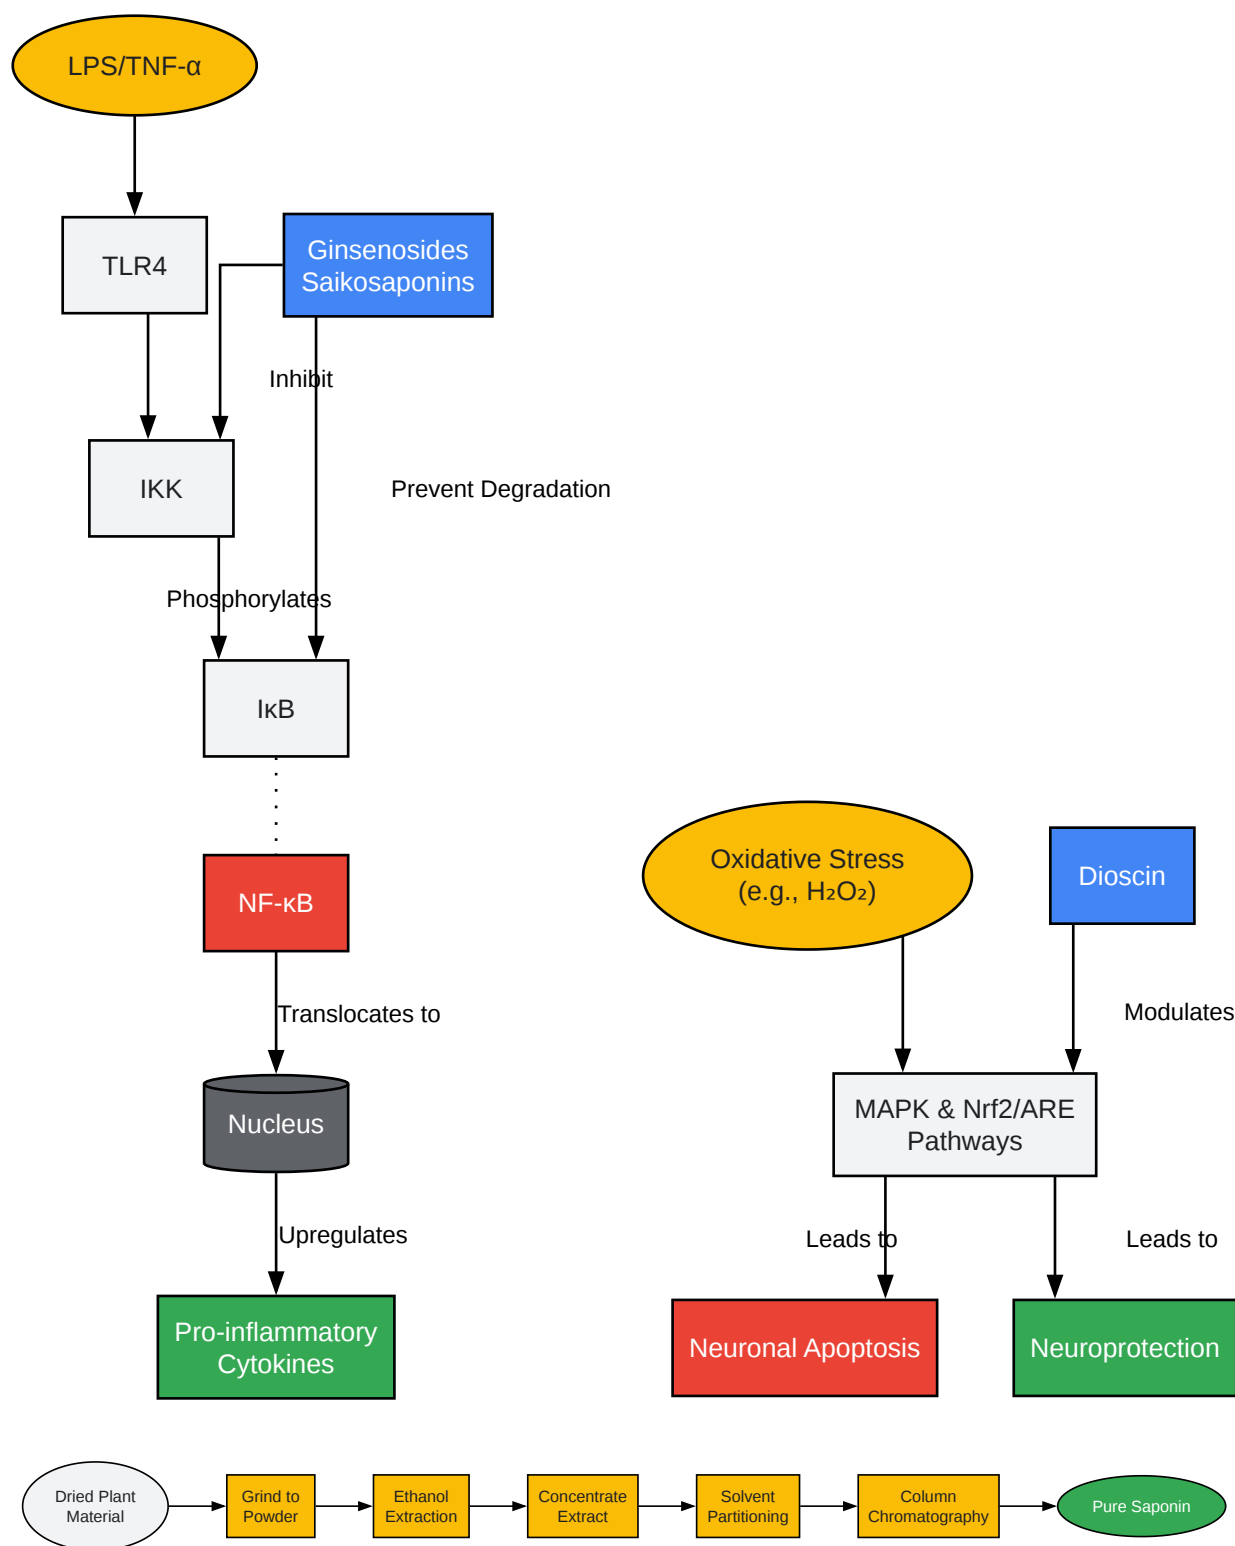 LPS/TNF-α
TLR4
Ginsenosides
Saikosaponins
Inhibit
IKK
Prevent Degradation
Phosphorylates
IκB
NF-κB
Translocates to
Nucleus
Upregulates
Pro-inflammatory
Cytokines
Oxidative Stress
(e.g., H₂O₂)
Dioscin
Modulates
MAPK & Nrf2/ARE
Pathways
Leads to
Leads to
Neuronal Apoptosis
Neuroprotection
Dried Plant
Material
Grind to
Powder
Ethanol
Extraction
Concentrate
Extract
Solvent
Partitioning
Column
Chromatography
Pure Saponin